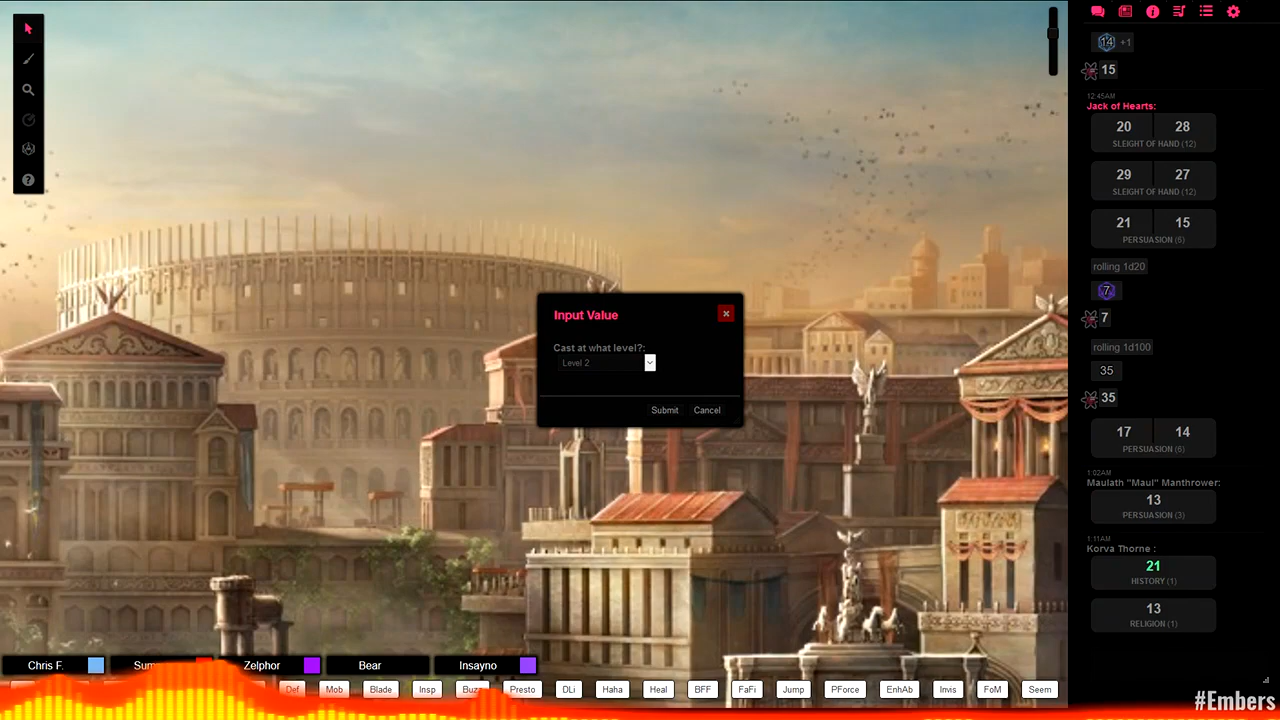 14 +1
15
12:45AM
Jack of Hearts:
20 28
SLEIGHT OF HAND (12)
29 27
SLEIGHT OF HAND (12)
21 15
PERSUASION (6)
rolling 1d20
7
7
rolling 1d100
35
35
17 14
PERSUASION (6)
1:02AM
Maulath "Maul" Manthrower:
13
PERSUASION (3)
1:11AM
Korva Thorne :
21
HISTORY (1)
13
RELIGION (1)
Input Value
Cast at what level?:
Level 2
Submit Cancel
Chris F. Zelphor Bear Insayno
Def Mob Blade Insp Presto DLi Haha Heal BFF FaFi Jump PForce EnhAb Invis FoM Seem
#Embers